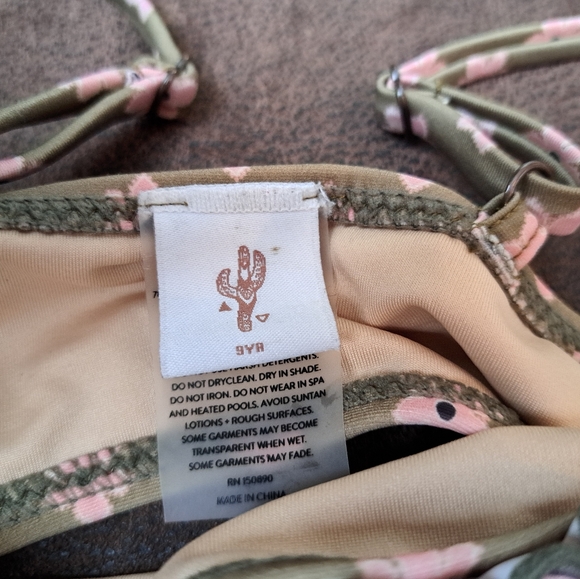 9YR
DO NOT DRYCLEAN. DRY IN SHADE.
DO NOT IRON. DO NOT WEAR IN SPA
AND HEATED POOLS. AVOID SUNTAN
LOTIONS + ROUGH SURFACES.
SOME GARMENTS MAY BECOME
TRANSPARENT WHEN WET.
SOME GARMENTS MAY FADE.
RN 150890
MADE IN CHINA